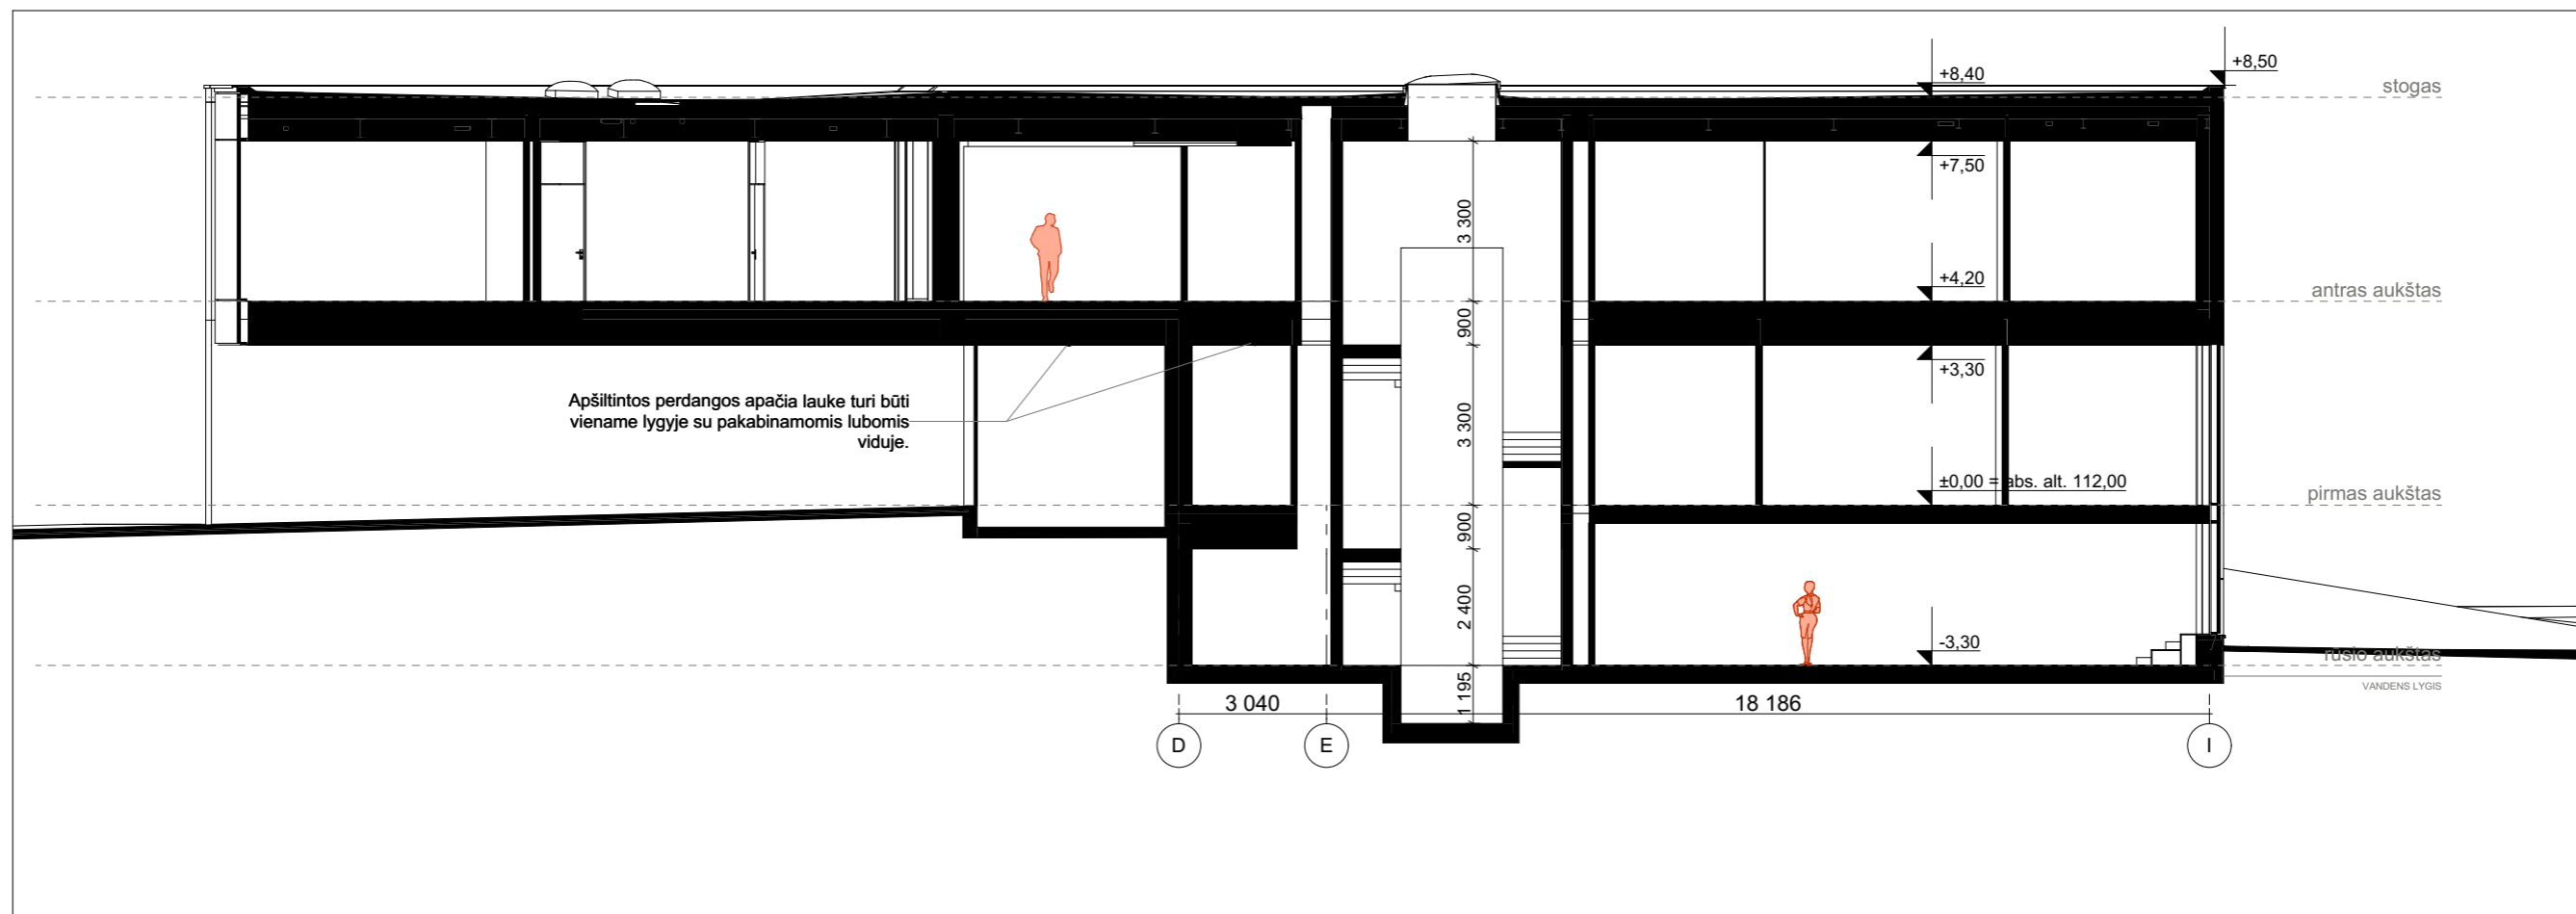 +8,50
+8,40
stogas
+7,50
3 300
+4,20
antras aukštas
900
+3,30
Apšiltintos perdangos apačia lauke turi būti
viename lygyje su pakabinamomis lubomis
viduje.
3 300
±0,00 = abs. alt. 112,00
pirmas aukštas
900
2 400
-3,30
rūsio aukštas
VANDENS LYGIS
1 195
3 040
18 186
D
E
I